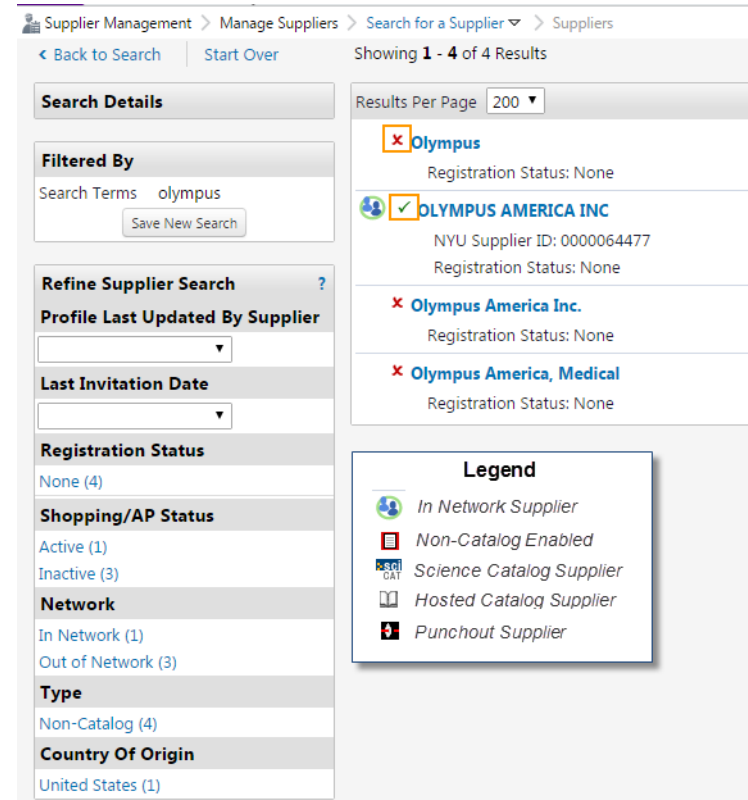 Supplier Management > Manage Suppliers > Search for a Supplier > Suppliers
Back to Search Start Over
Showing 1 - 4 of 4 Results
Search Details
Filtered By
Search Terms olympus
Save New Search
Refine Supplier Search ?
Profile Last Updated By Supplier
Last Invitation Date
Registration Status
None (4)
Shopping/AP Status
Active (1)
Inactive (3)
Network
In Network (1)
Out of Network (3)
Type
Non-Catalog (4)
Country Of Origin
United States (1)
Results Per Page 200
Olympus
Registration Status: None
OLYMPUS AMERICA INC
NYU Supplier ID: 0000064477
Registration Status: None
Olympus America Inc.
Registration Status: None
Olympus America, Medical
Registration Status: None
Legend
In Network Supplier
Non-Catalog Enabled
sci CAT Science Catalog Supplier
Hosted Catalog Supplier
Punchout Supplier